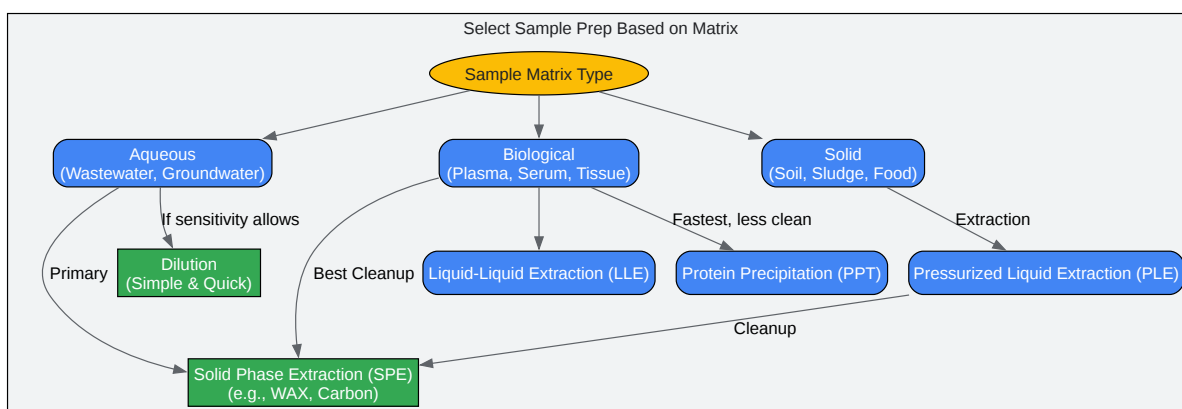 Select Sample Prep Based on Matrix
Sample Matrix Type
Aqueous
(Wastewater, Groundwater)
Biological
(Plasma, Serum, Tissue)
Solid
(Soil, Sludge, Food)
If sensitivity allows
Fastest, less clean
Extraction
Primary
Dilution
(Simple & Quick)
Best Cleanup
Liquid-Liquid Extraction (LLE)
Protein Precipitation (PPT)
Pressurized Liquid Extraction (PLE)
Cleanup
Solid Phase Extraction (SPE)
(e.g., WAX, Carbon)